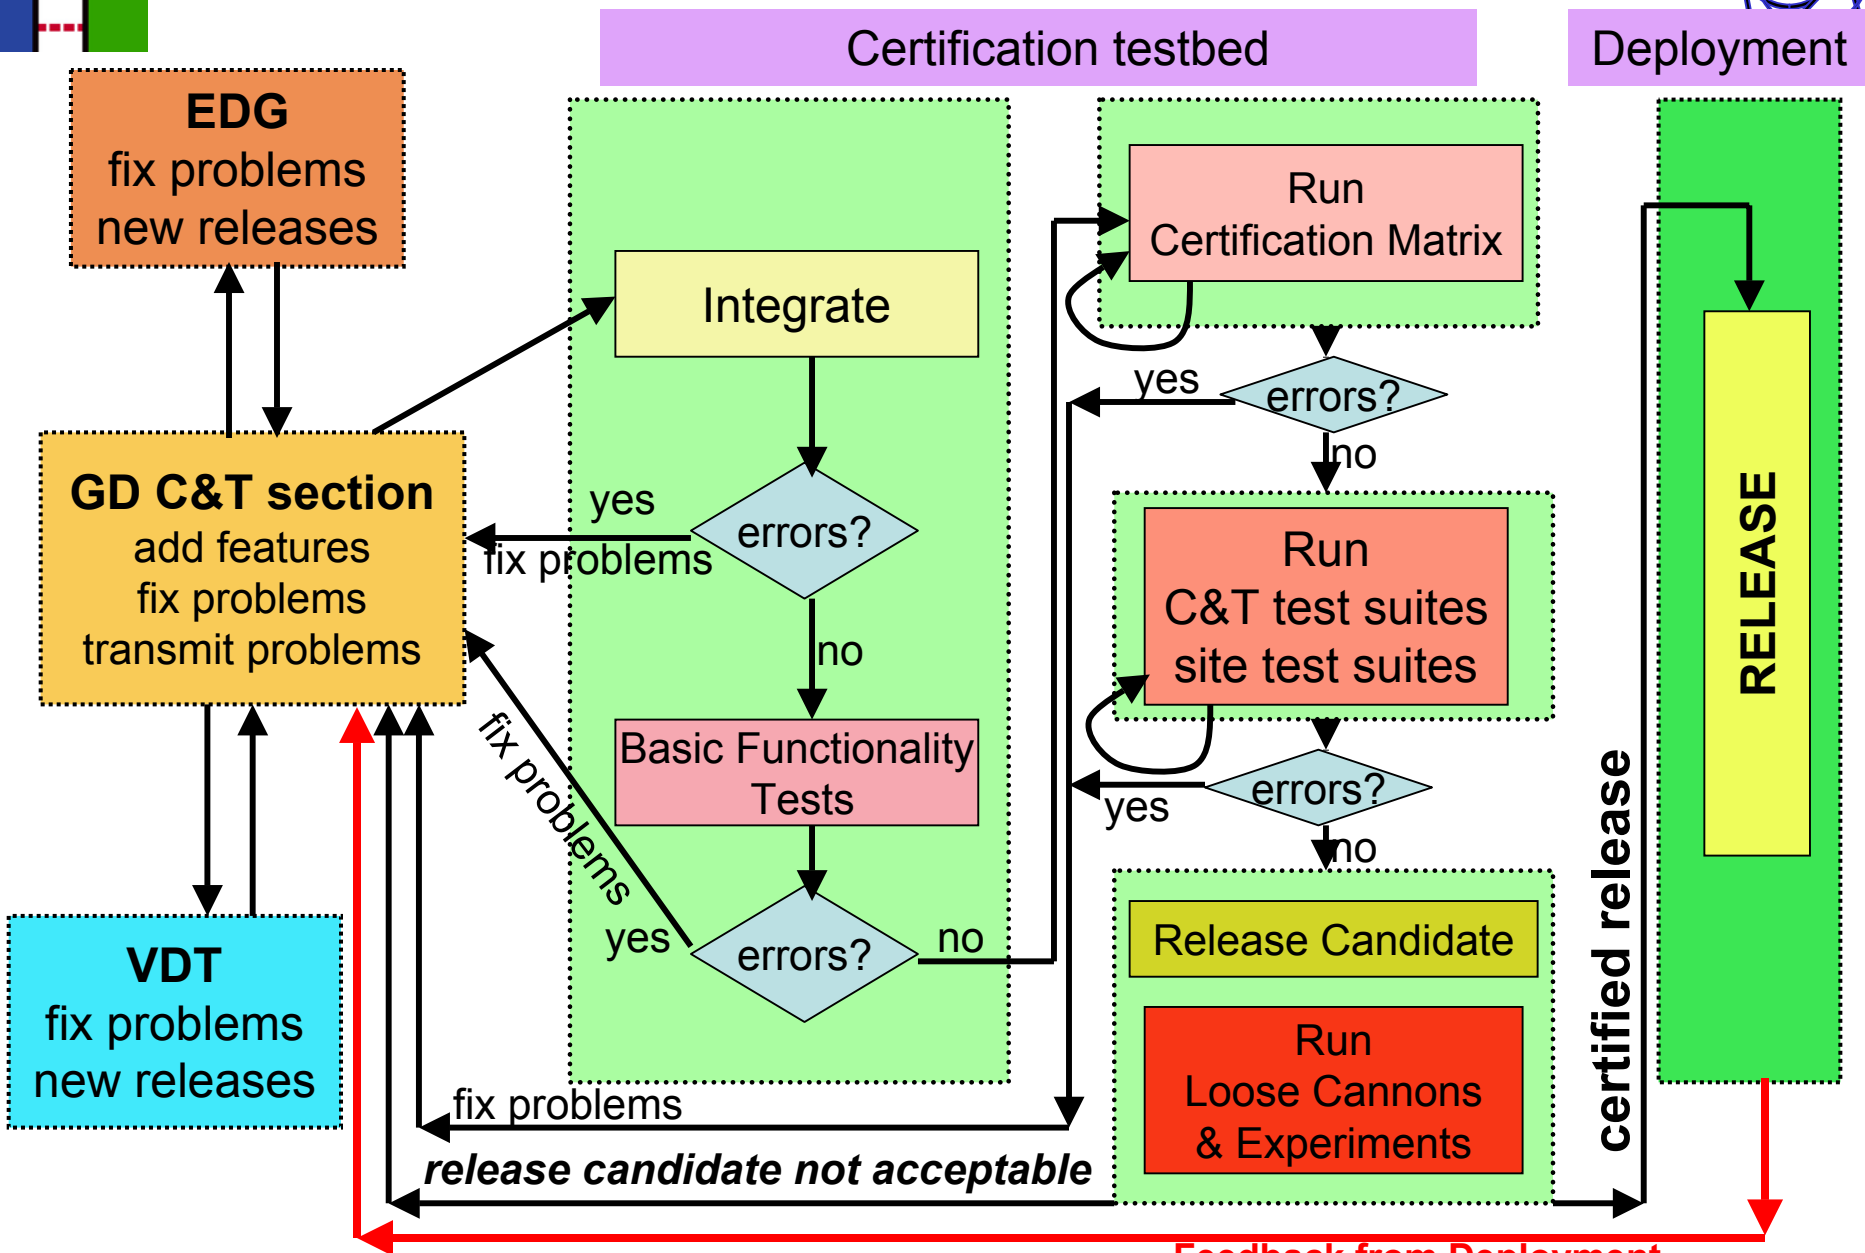 Certification testbed
Deployment
EDG
fix problems
new releases
GD C&T section
add features
fix problems
transmit problems
VDT
fix problems
new releases
Integrate
errors?
yes
fix problems
no
Basic Functionality
Tests
errors?
yes
fix problems
no
Run
Certification Matrix
errors?
yes
no
Run
C&T test suites
site test suites
errors?
yes
no
Release Candidate
Run
Loose Cannons
& Experiments
fix problems
release candidate not acceptable
certified release
RELEASE
Feedback from Deployment